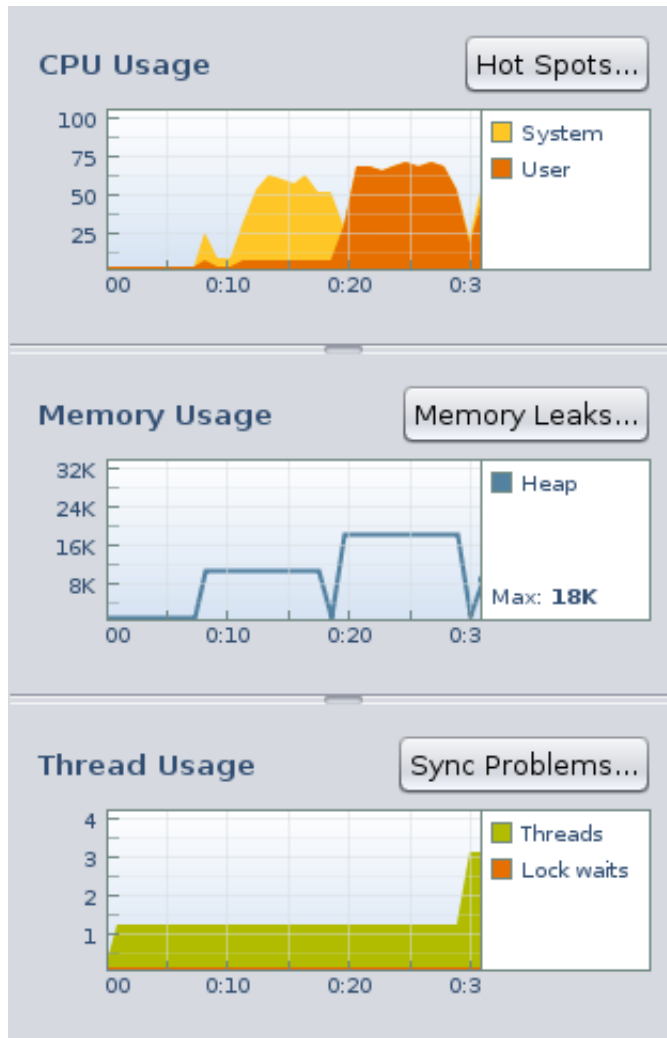 CPU Usage
Hot Spots...
100
75
50
25
System
User
00 0:10 0:20 0:3
Memory Usage
Memory Leaks...
32K
24K
16K
8K
Heap
Max: 18K
00 0:10 0:20 0:3
Thread Usage
Sync Problems...
4
3
2
1
Threads
Lock waits
00 0:10 0:20 0:3